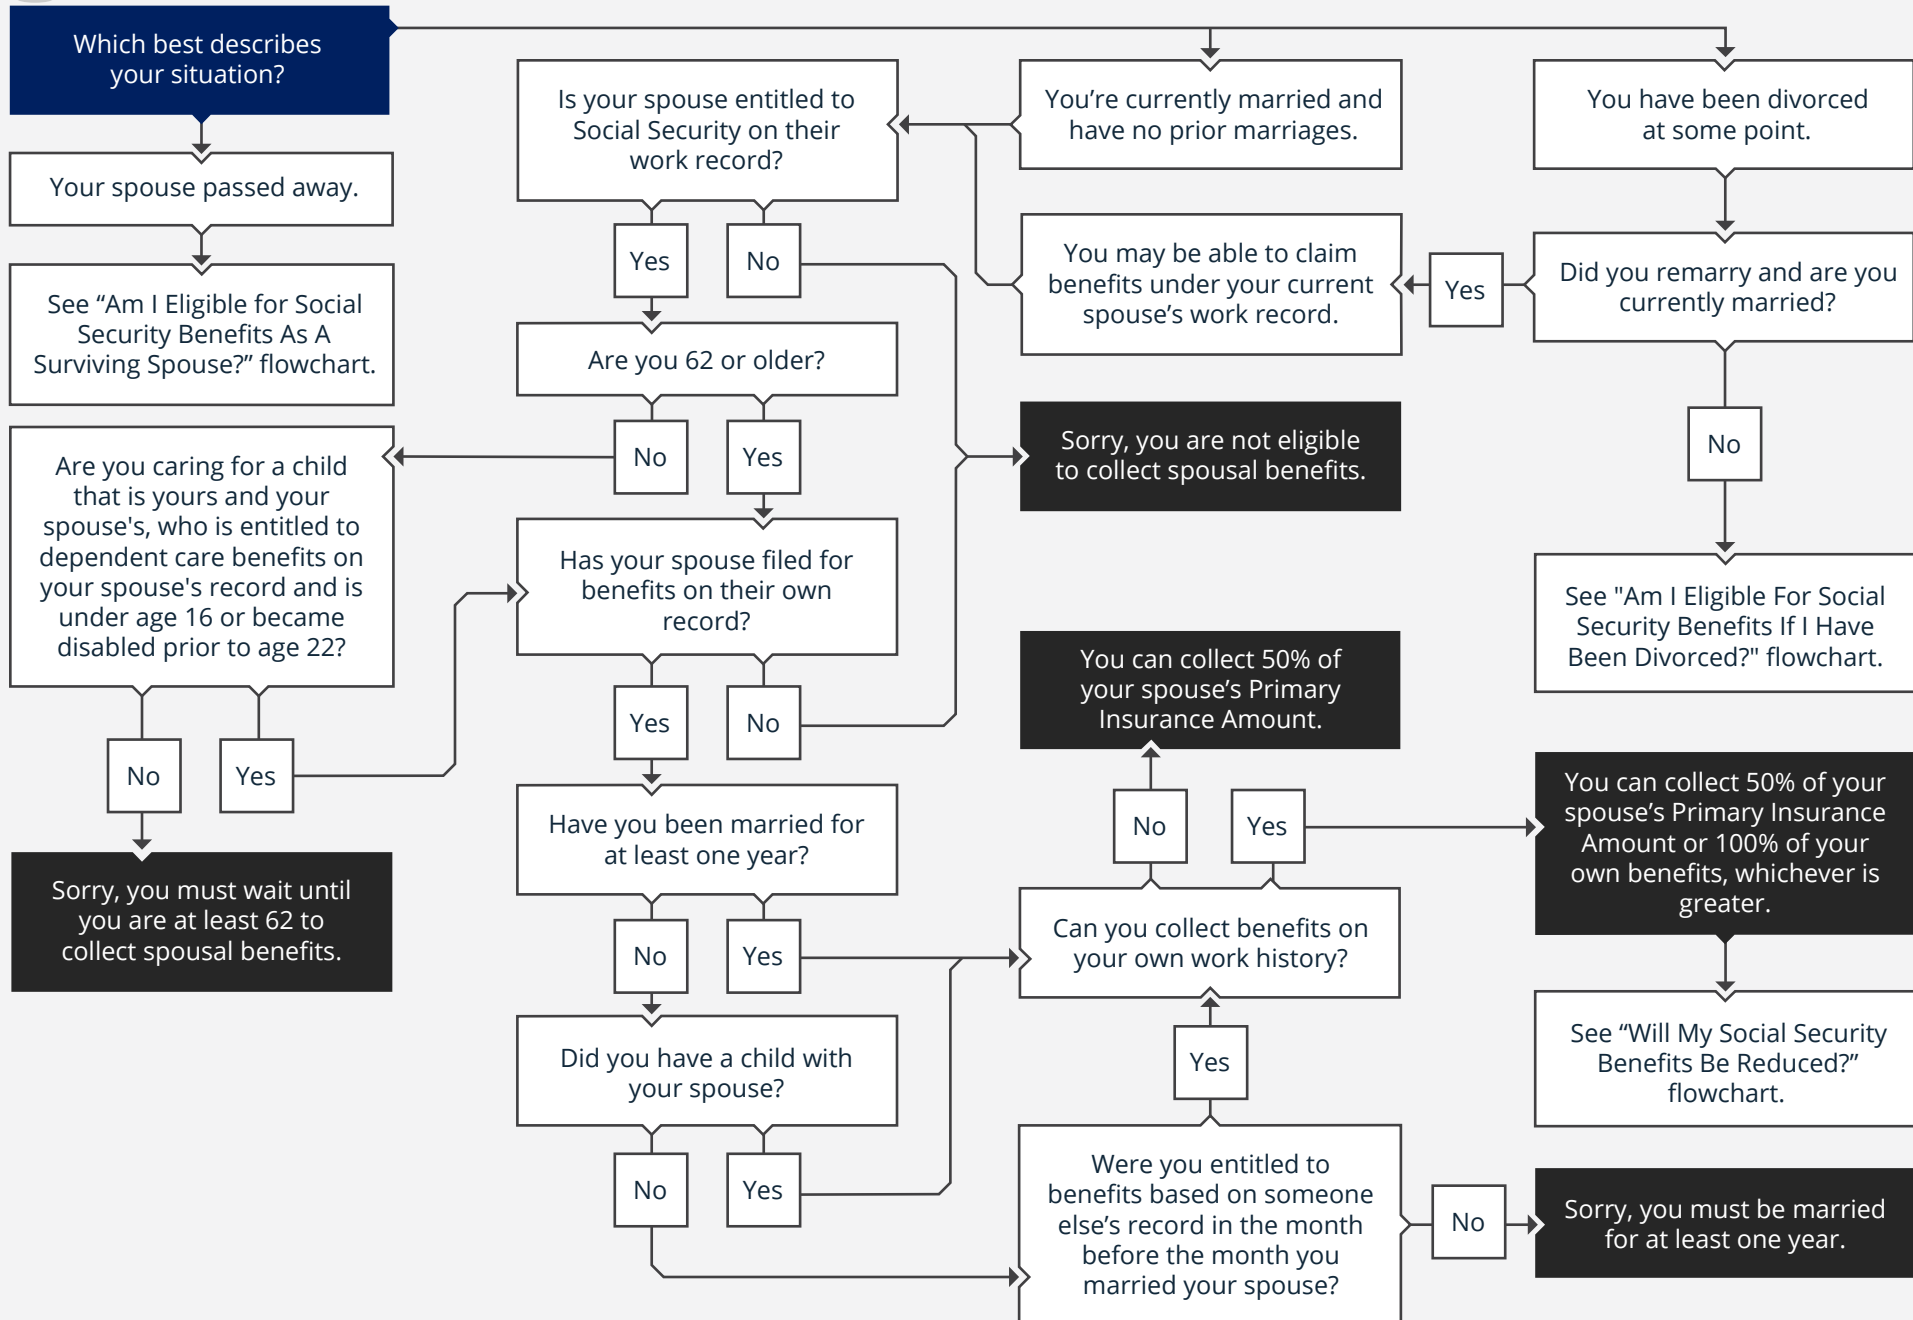 Which best describes
your situation?
Your spouse passed away.
See “Am I Eligible for Social
Security Benefits As A
Surviving Spouse?” flowchart.
You’re currently married and
have no prior marriages.
You have been divorced
at some point.
Did you remarry and are you
currently married?
Yes
You may be able to claim
benefits under your current
spouse’s work record.
No
See "Am I Eligible For Social
Security Benefits If I Have
Been Divorced?" flowchart.
Is your spouse entitled to
Social Security on their
work record?
Yes
No
Are you 62 or older?
No
Yes
Sorry, you are not eligible
to collect spousal benefits.
Are you caring for a child
that is yours and your
spouse's, who is entitled to
dependent care benefits on
your spouse's record and is
under age 16 or became
disabled prior to age 22?
No
Yes
Sorry, you must wait until
you are at least 62 to
collect spousal benefits.
Has your spouse filed for
benefits on their own
record?
Yes
No
Have you been married for
at least one year?
No
Yes
Did you have a child with
your spouse?
No
Yes
Were you entitled to
benefits based on someone
else’s record in the month
before the month you
married your spouse?
Yes
No
Sorry, you must be married
for at least one year.
Can you collect benefits on
your own work history?
No
Yes
You can collect 50% of
your spouse’s Primary
Insurance Amount.
You can collect 50% of your
spouse’s Primary Insurance
Amount or 100% of your
own benefits, whichever is
greater.
See “Will My Social Security
Benefits Be Reduced?”
flowchart.